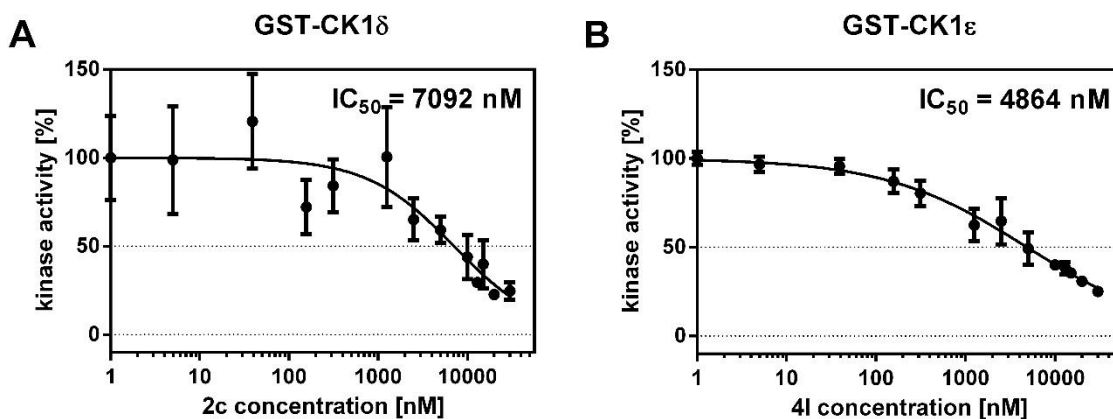 A
GST-CK1δ
IC50 = 7092 nM
kinase activity [%]
150
100
50
0
1
10
100
1000
10000
2c concentration [nM]
B
GST-CK1ε
IC50 = 4864 nM
kinase activity [%]
150
100
50
0
1
10
100
1000
10000
4l concentration [nM]